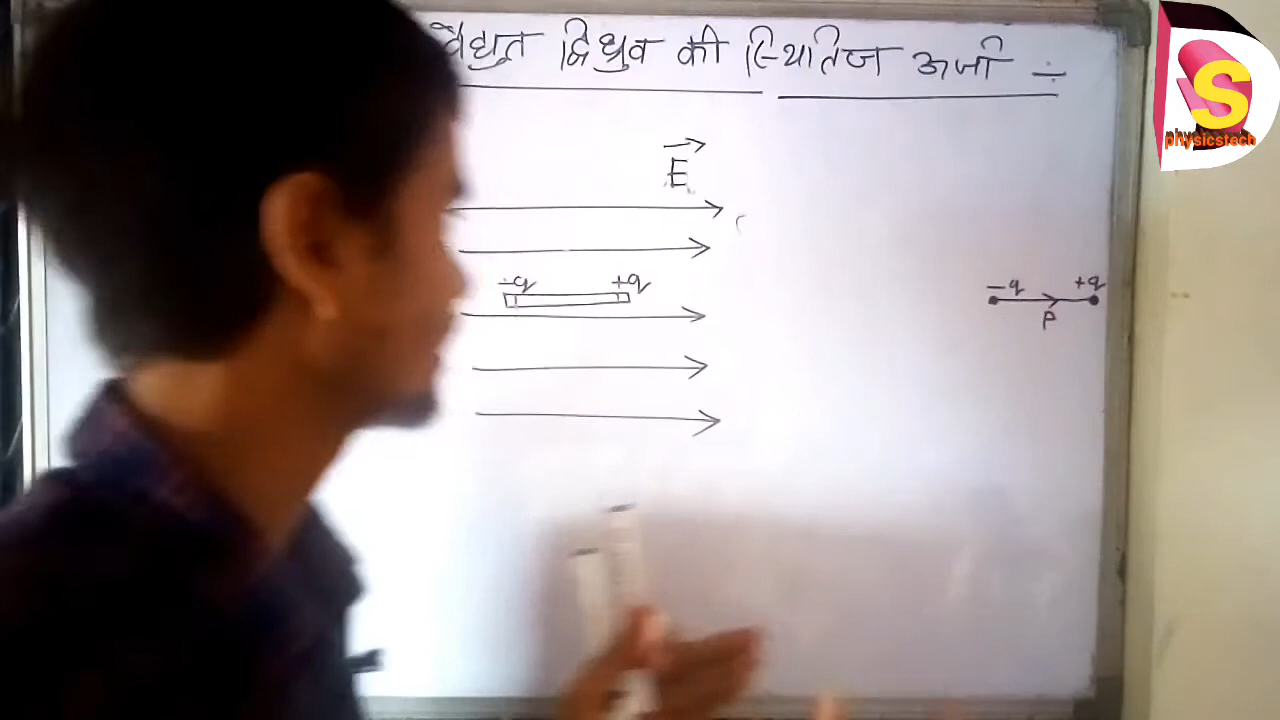 वैद्युत द्विध्रुव की स्थितिज ऊर्जा ÷
E
-q +q
-q +q
P
S
physicstech